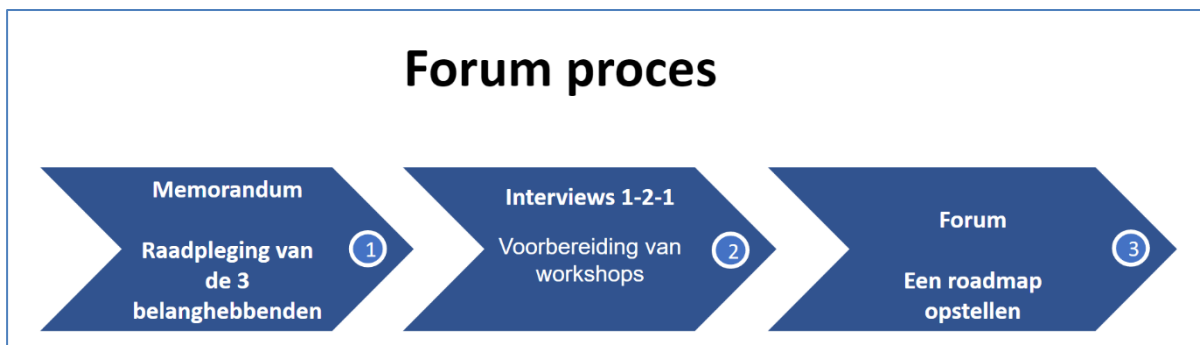 Forum proces
Memorandum
Raadpleging van
de 3
belanghebbenden
1
Interviews 1-2-1
Voorbereiding van
workshops
2
Forum
Een roadmap
opstellen
3